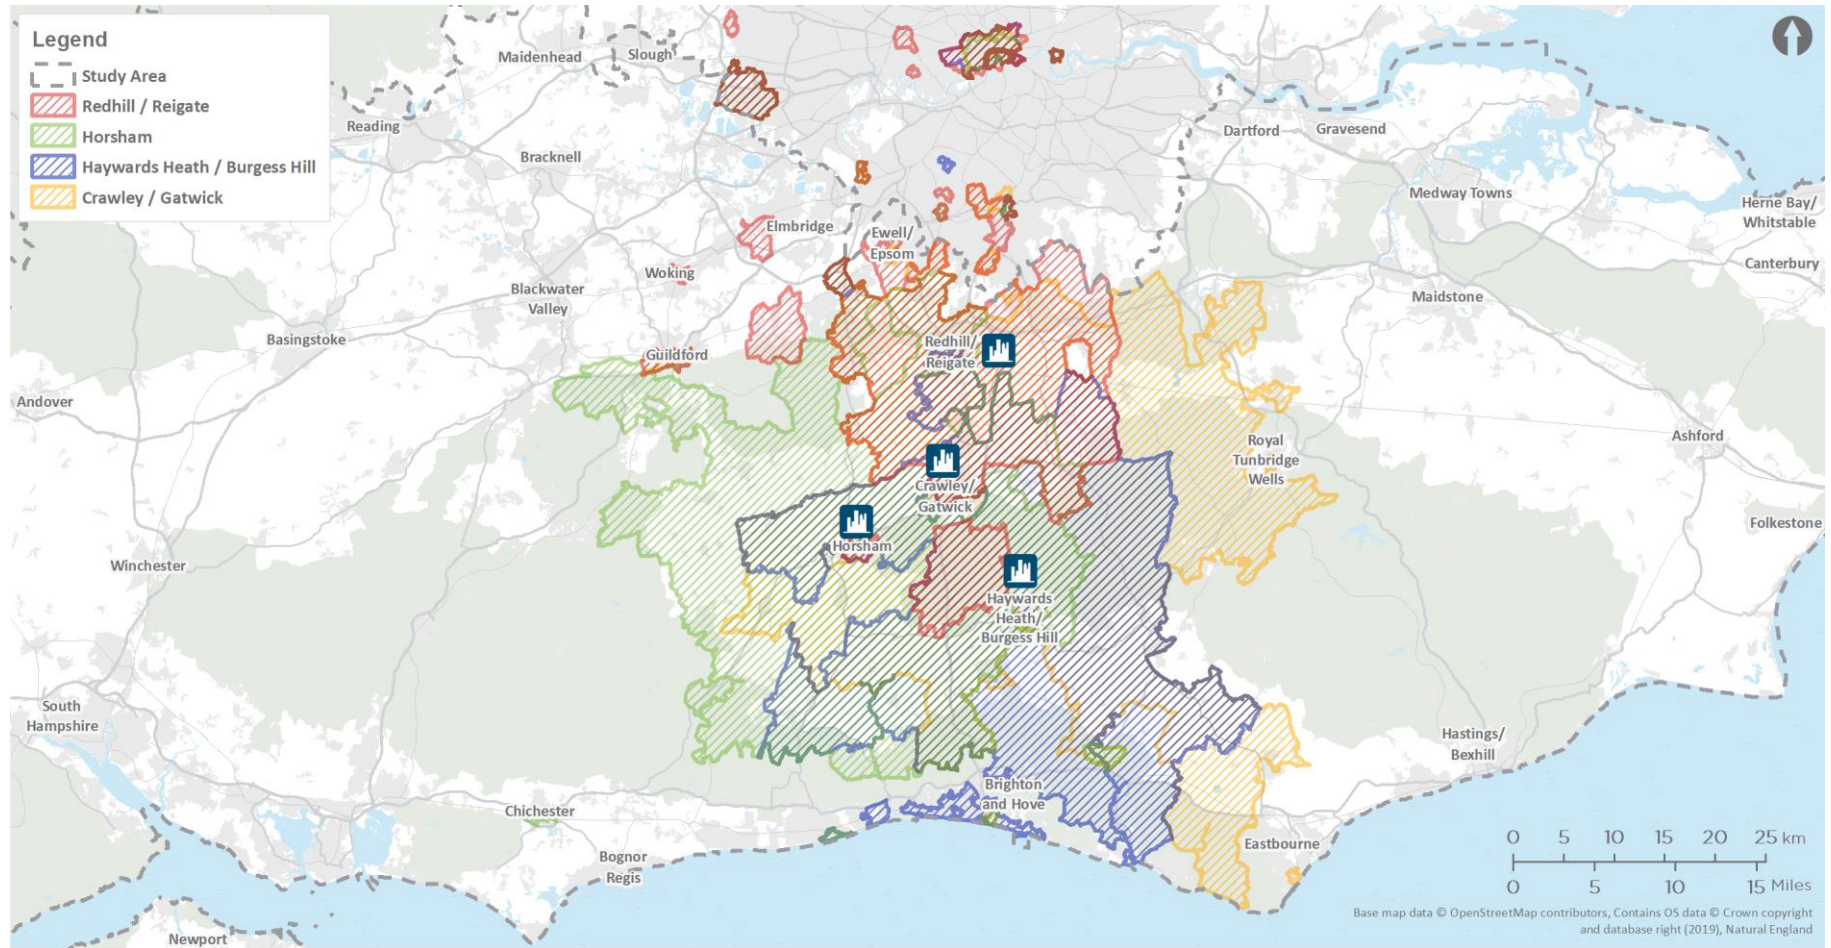 Legend
Study Area
Redhill / Reigate
Horsham
Haywards Heath / Burgess Hill
Crawley / Gatwick
Maidenhead
Slough
Reading
Bracknell
Dartford
Gravesend
Medway Towns
Herne Bay/
Whitstable
Canterbury
Elmbridge
Ewell/
Epsom
Woking
Blackwater
Valley
Maidstone
Basingstoke
Guildford
Redhill/
Reigate
Andover
Ashford
Royal
Tunbridge
Wells
Crawley/
Gatwick
Folkestone
Horsham
Winchester
Haywards
Heath/
Burgess Hill
South
Hampshire
Hastings/
Bexhill
Brighton
and Hove
Chichester
Eastbourne
Bognor
Regis
Newport
0 5 10 15 20 25 km
0 5 10 15 Miles
Base map data © OpenStreetMap contributors, Contains OS data © Crown copyright
and database right (2019), Natural England